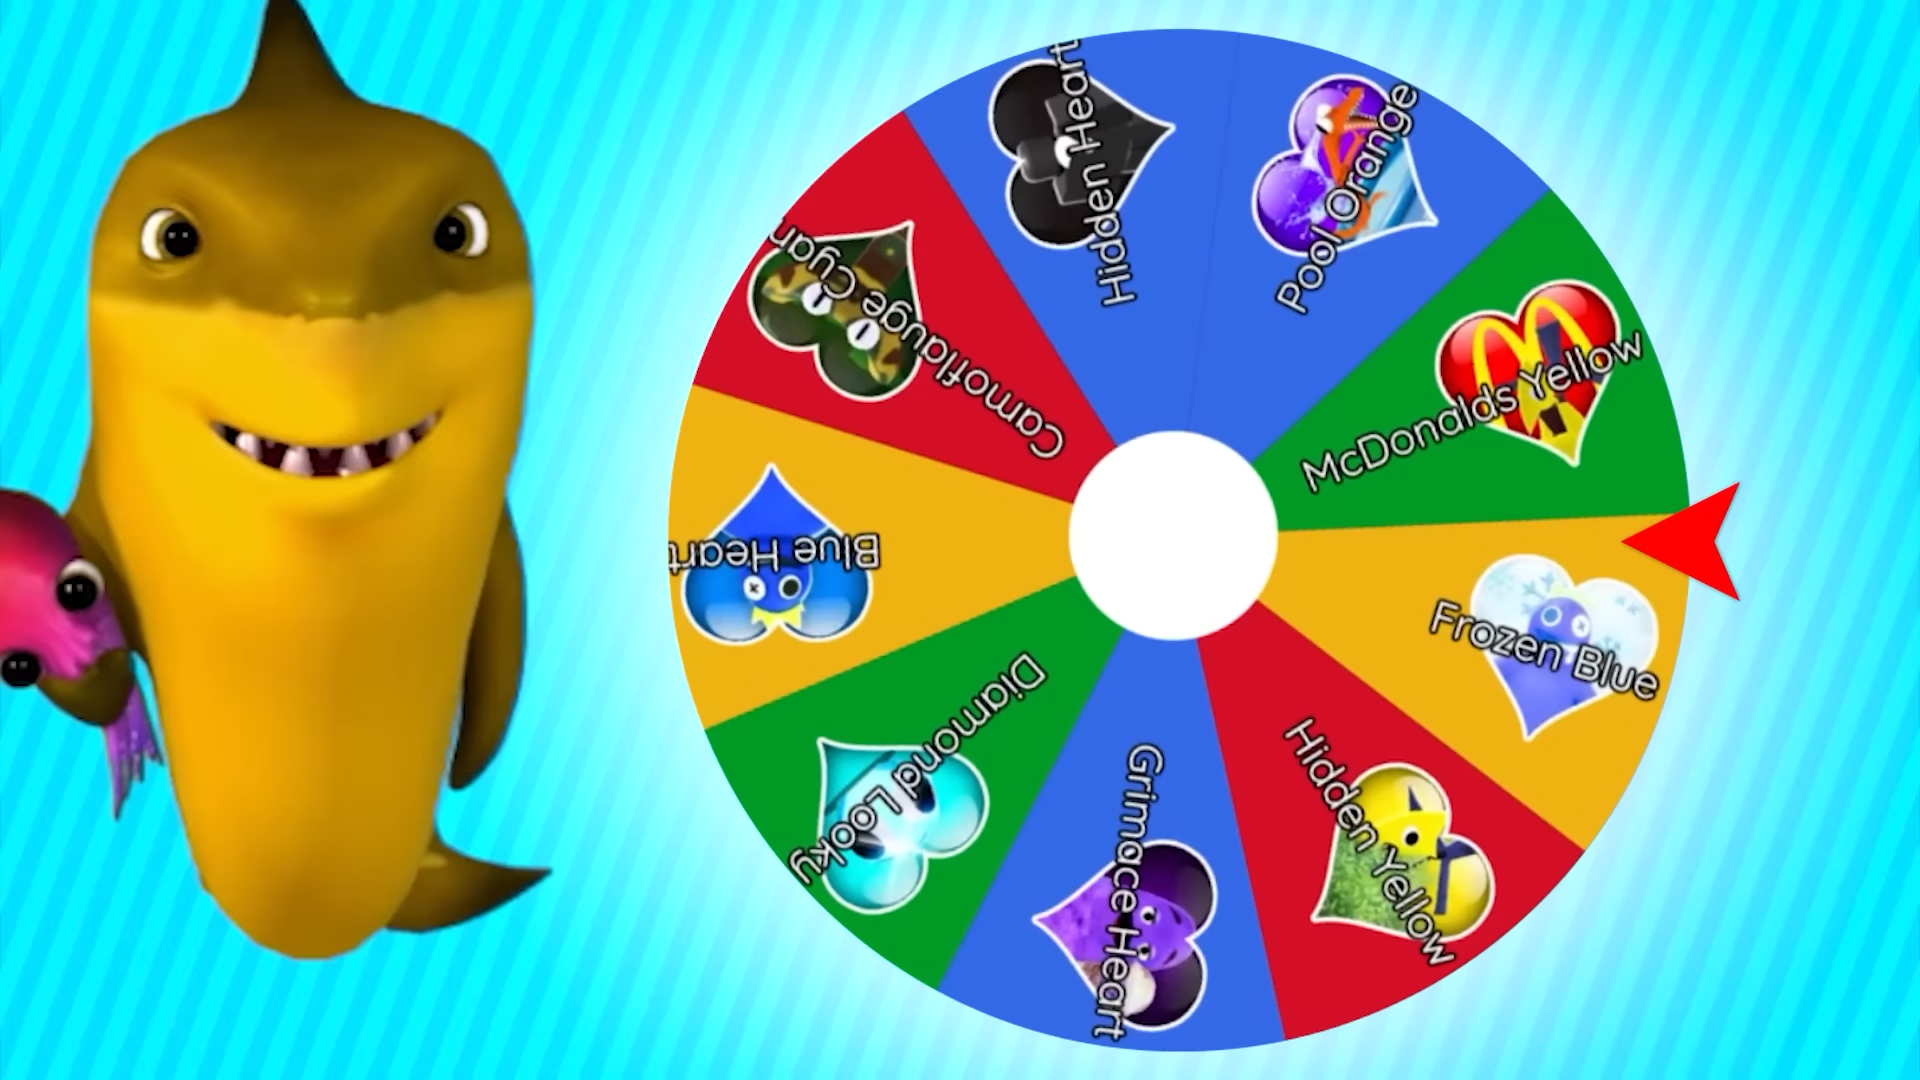 Hidden Heart
Pool Orange
McDonalds Yellow
Frozen Blue
Hidden Yellow
Grimace Heart
Diamond Looky
Blue Heart
Camoflauge Cyan